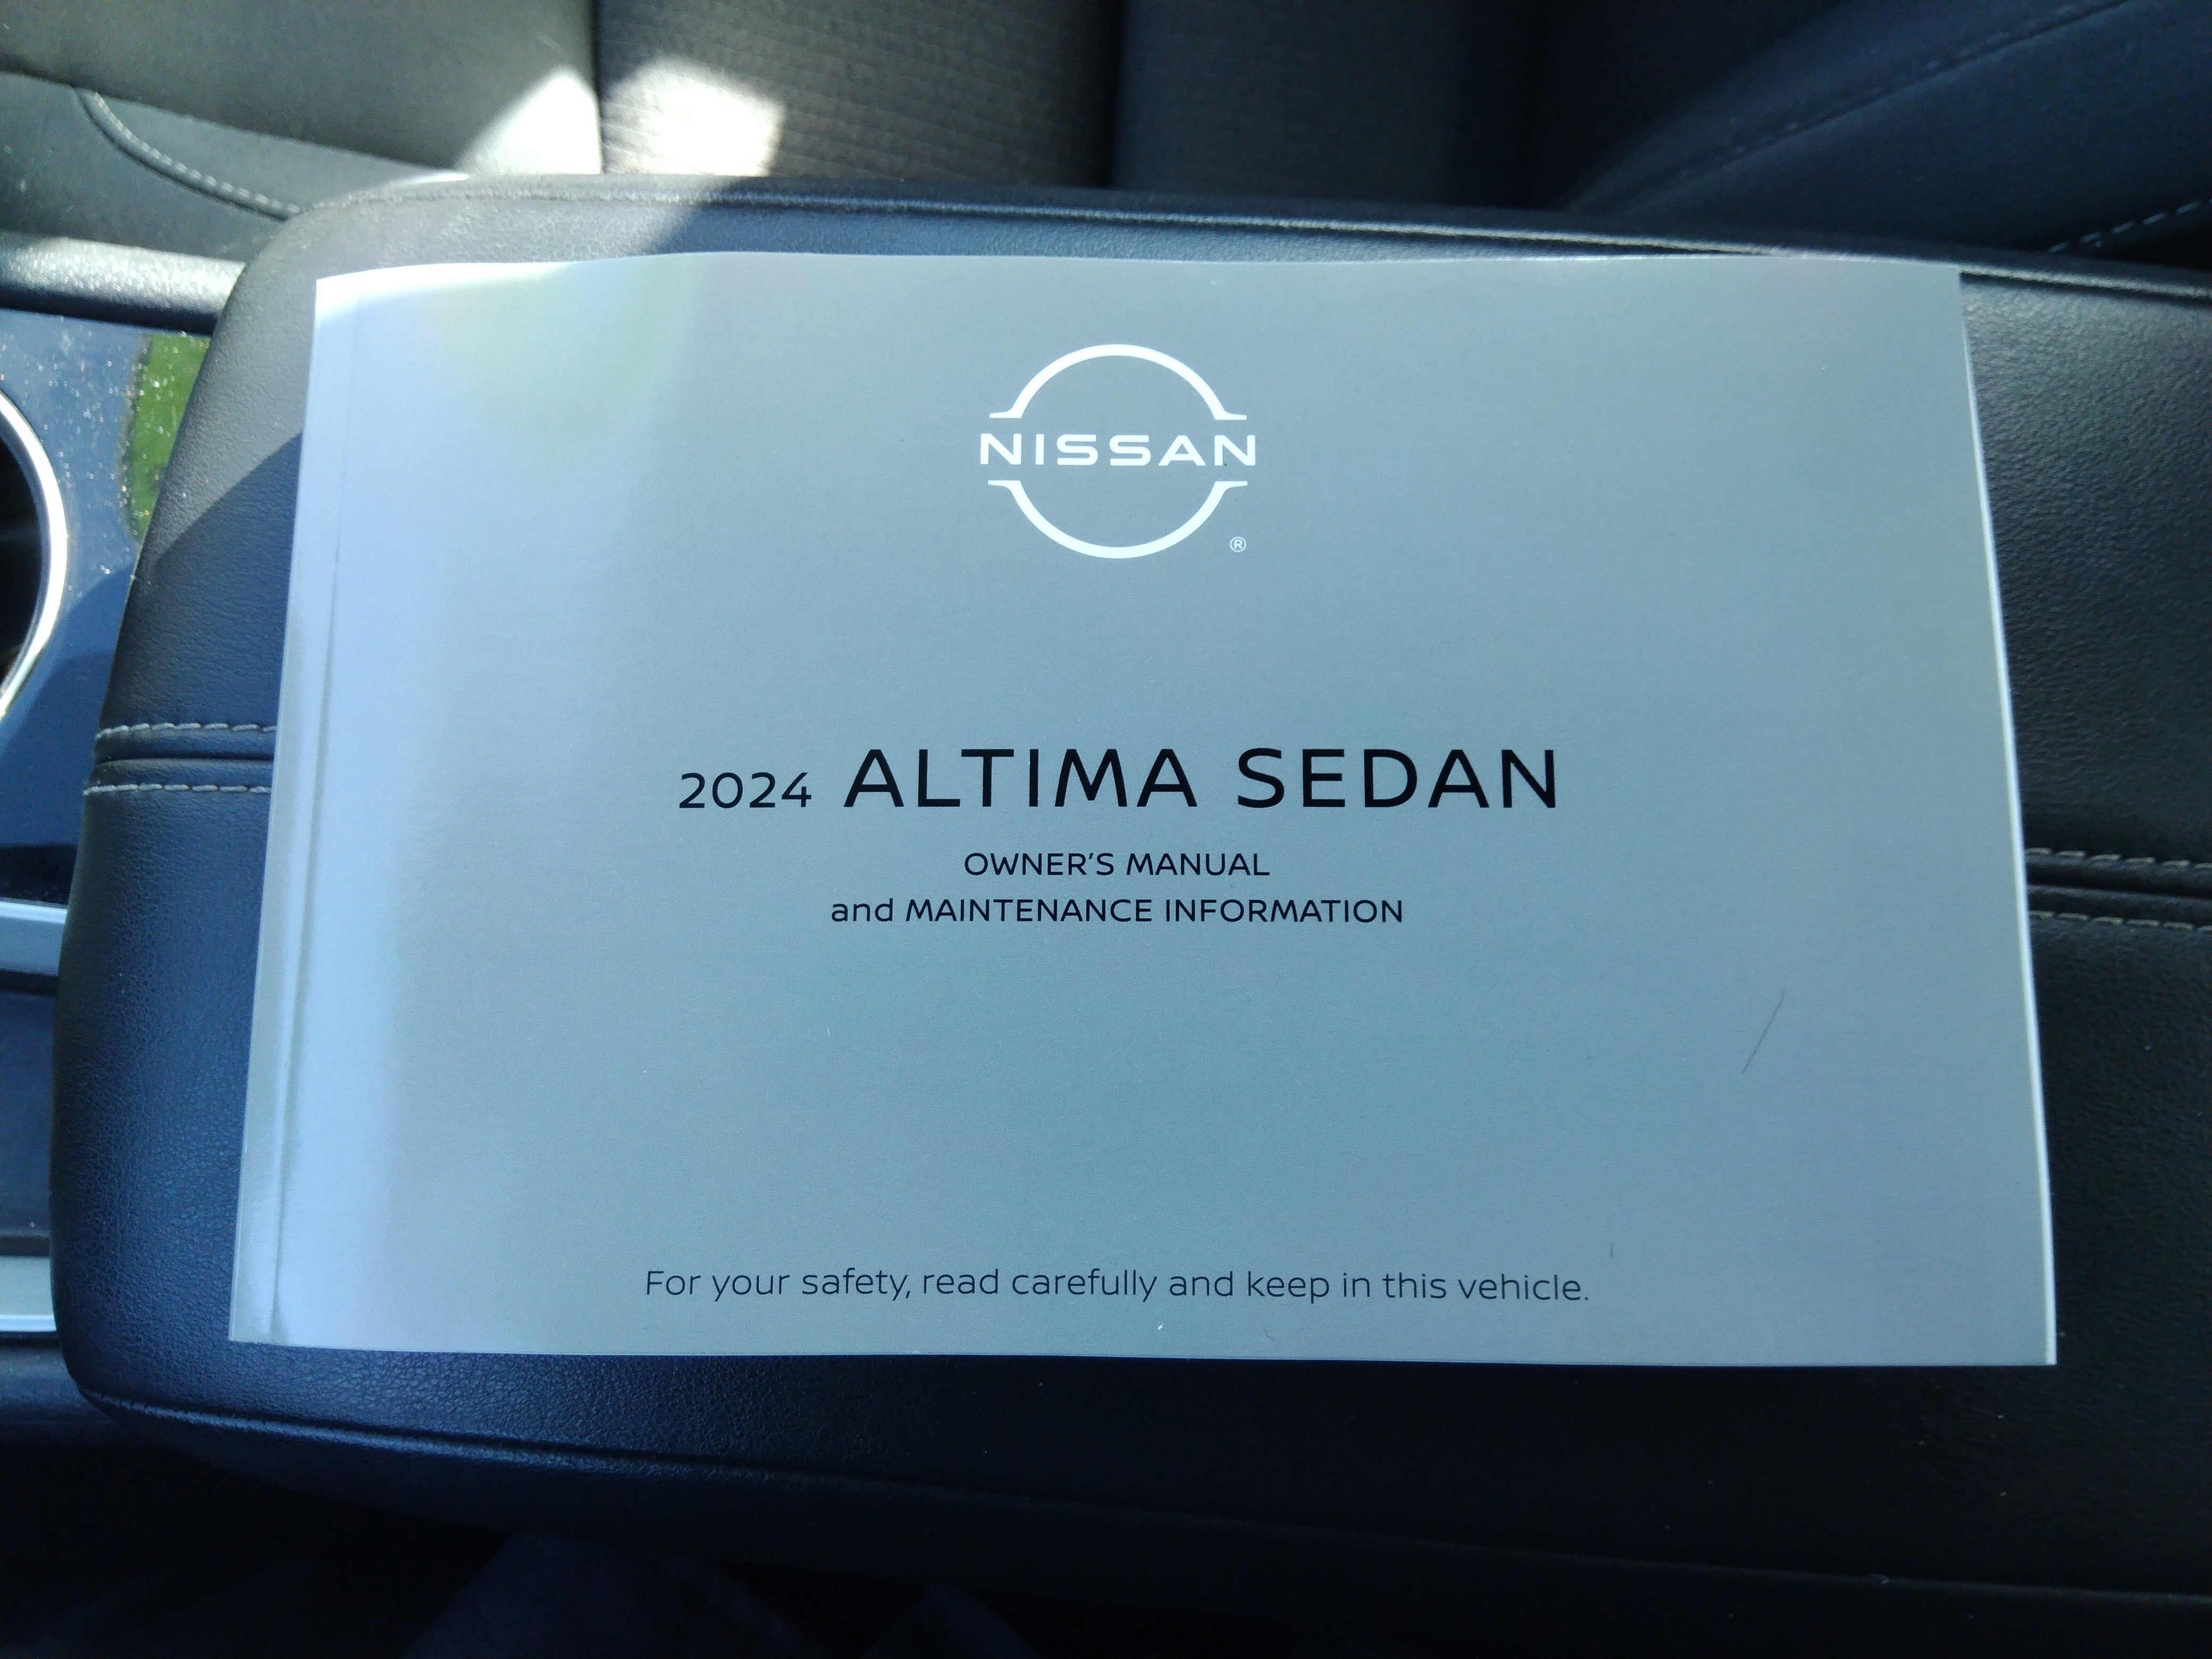 NISSAN
®
2024 ALTIMA SEDAN
OWNER'S MANUAL
and MAINTENANCE INFORMATION
For your safety, read carefully and keep in this vehicle.